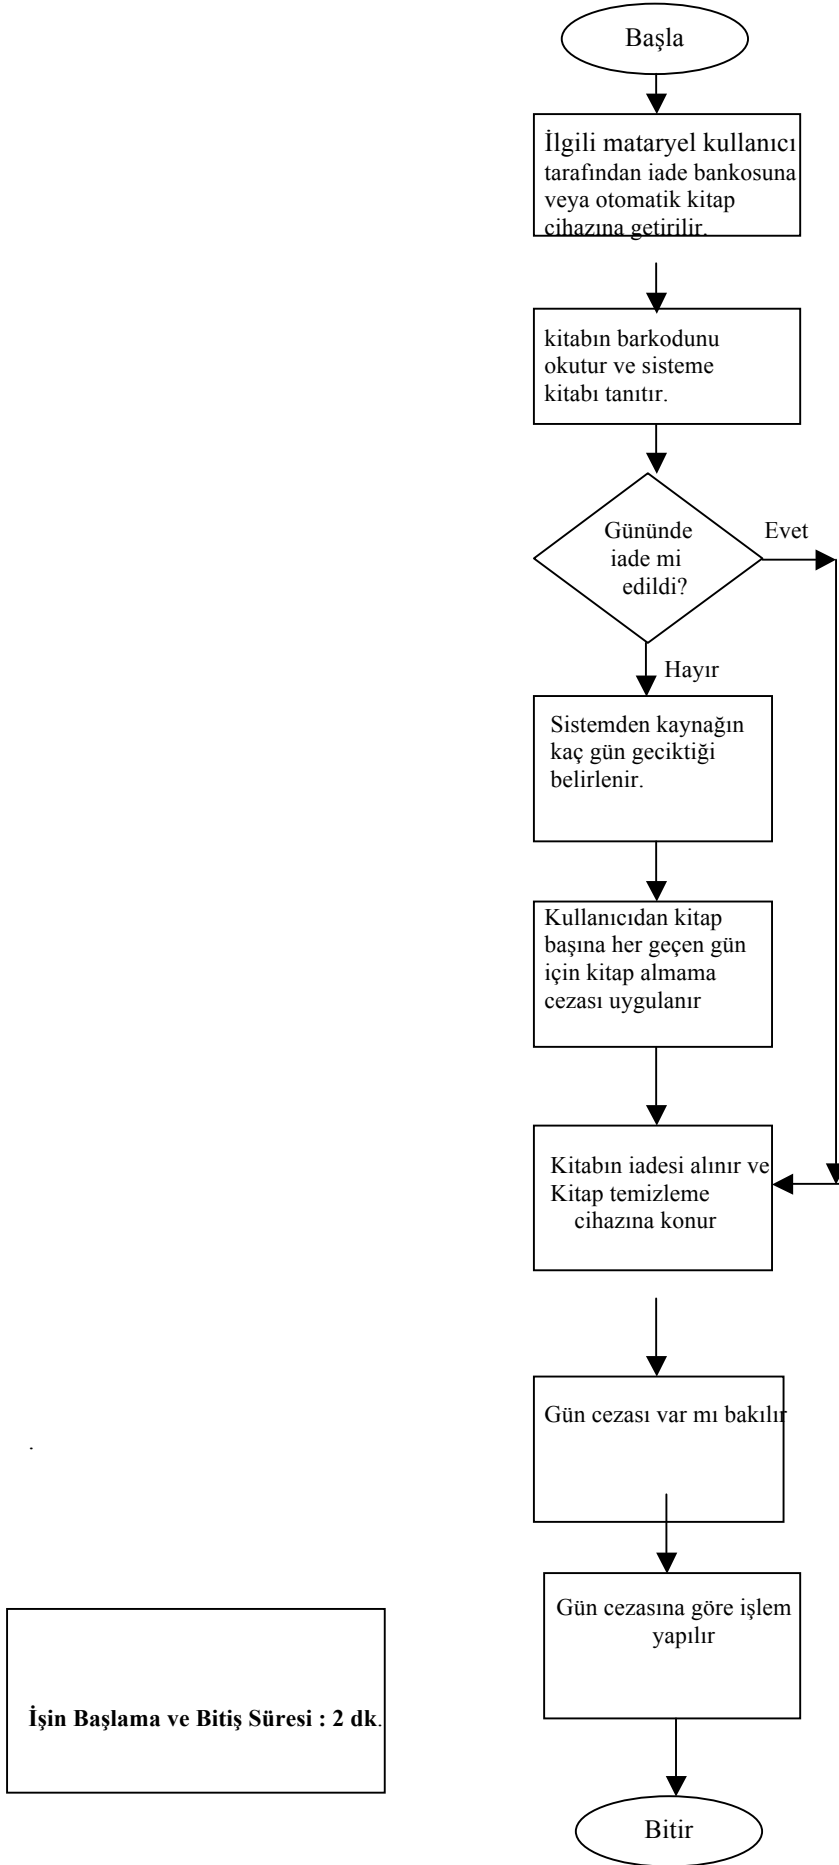 Başla
İlgili mataryel kullanıcı
tarafından iade bankosuna
veya otomatik kitap
cihazına getirilir.
kitabın barkodunu
okutur ve sisteme
kitabı tanıtır.
Gününde
iade mi
edildi?
Evet
Hayır
Sistemden kaynağın
kaç gün geciktiği
belirlenir.
Kullanıcıdan kitap
başına her geçen gün
için kitap almama
cezası uygulanır
Kitabın iadesi alınır ve
Kitap temizleme
cihazına konur
Gün cezası var mı bakılır
.
Gün cezasına göre işlem
yapılır
İşin Başlama ve Bitiş Süresi : 2 dk.
Bitir